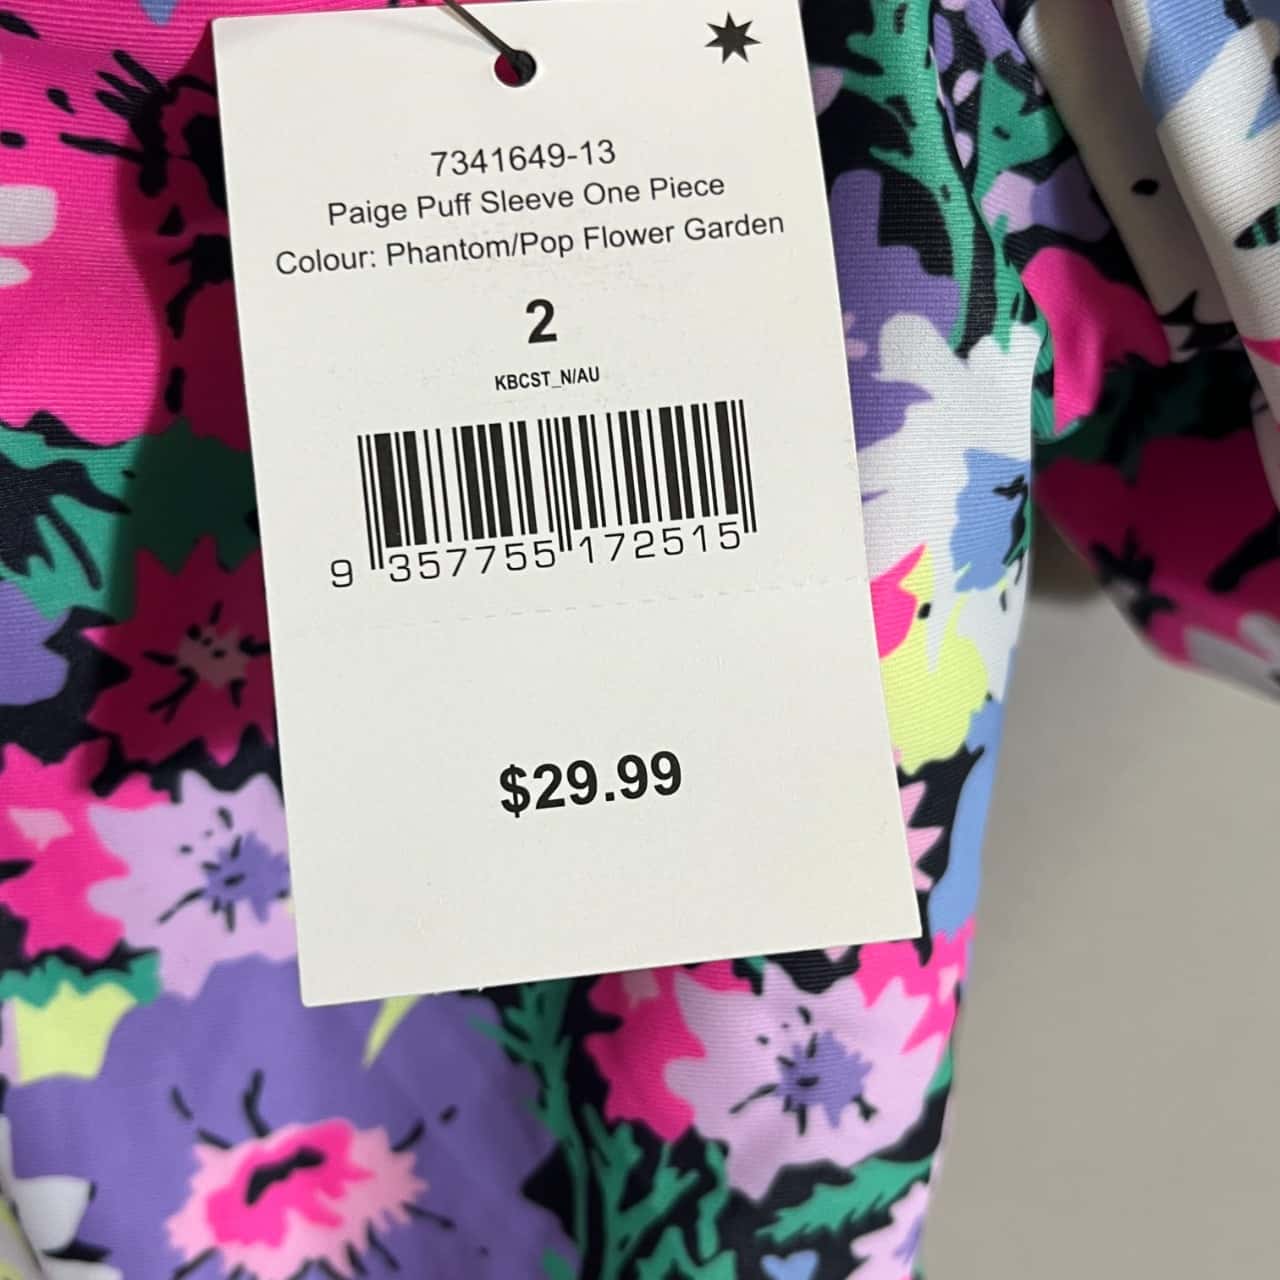 7341649-13
Paige Puff Sleeve One Piece
Colour: Phantom/Pop Flower Garden
2
KBCST_N/AU
9 357755 172515
$29.99